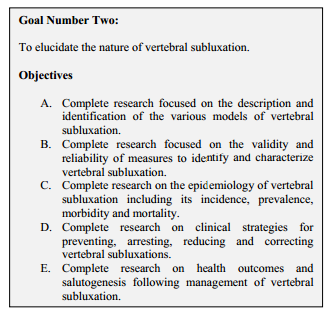 Goal Number Two:
To elucidate the nature of vertebral subluxation.
Objectives
A. Complete research focused on the description and
identification of the various models of vertebral
subluxation.
B. Complete research focused on the validity and
reliability of measures to identify and characterize
vertebral subluxation.
C. Complete research on the epidemiology of vertebral
subluxation including its incidence, prevalence,
morbidity and mortality.
D. Complete research on clinical strategies for
preventing, arresting, reducing and correcting
vertebral subluxations.
E. Complete research on health outcomes and
salutogenesis following management of vertebral
subluxation.